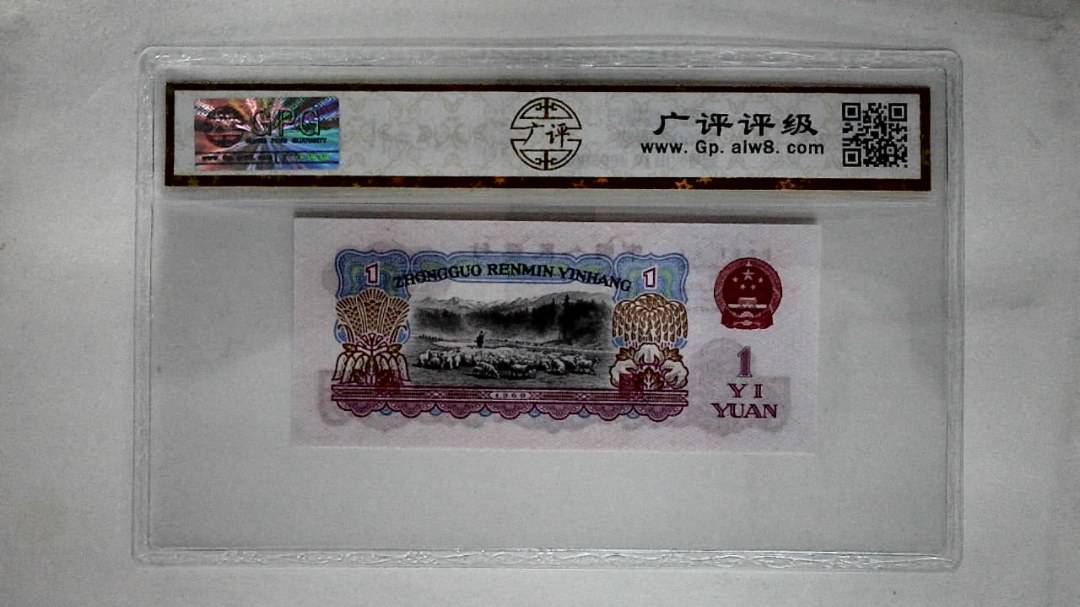 GPG
广评
广评评级
www. Gp. alw8. com
1 ZHONGGUO RENMIN YINHANG 1
1
YI
YUAN
1960